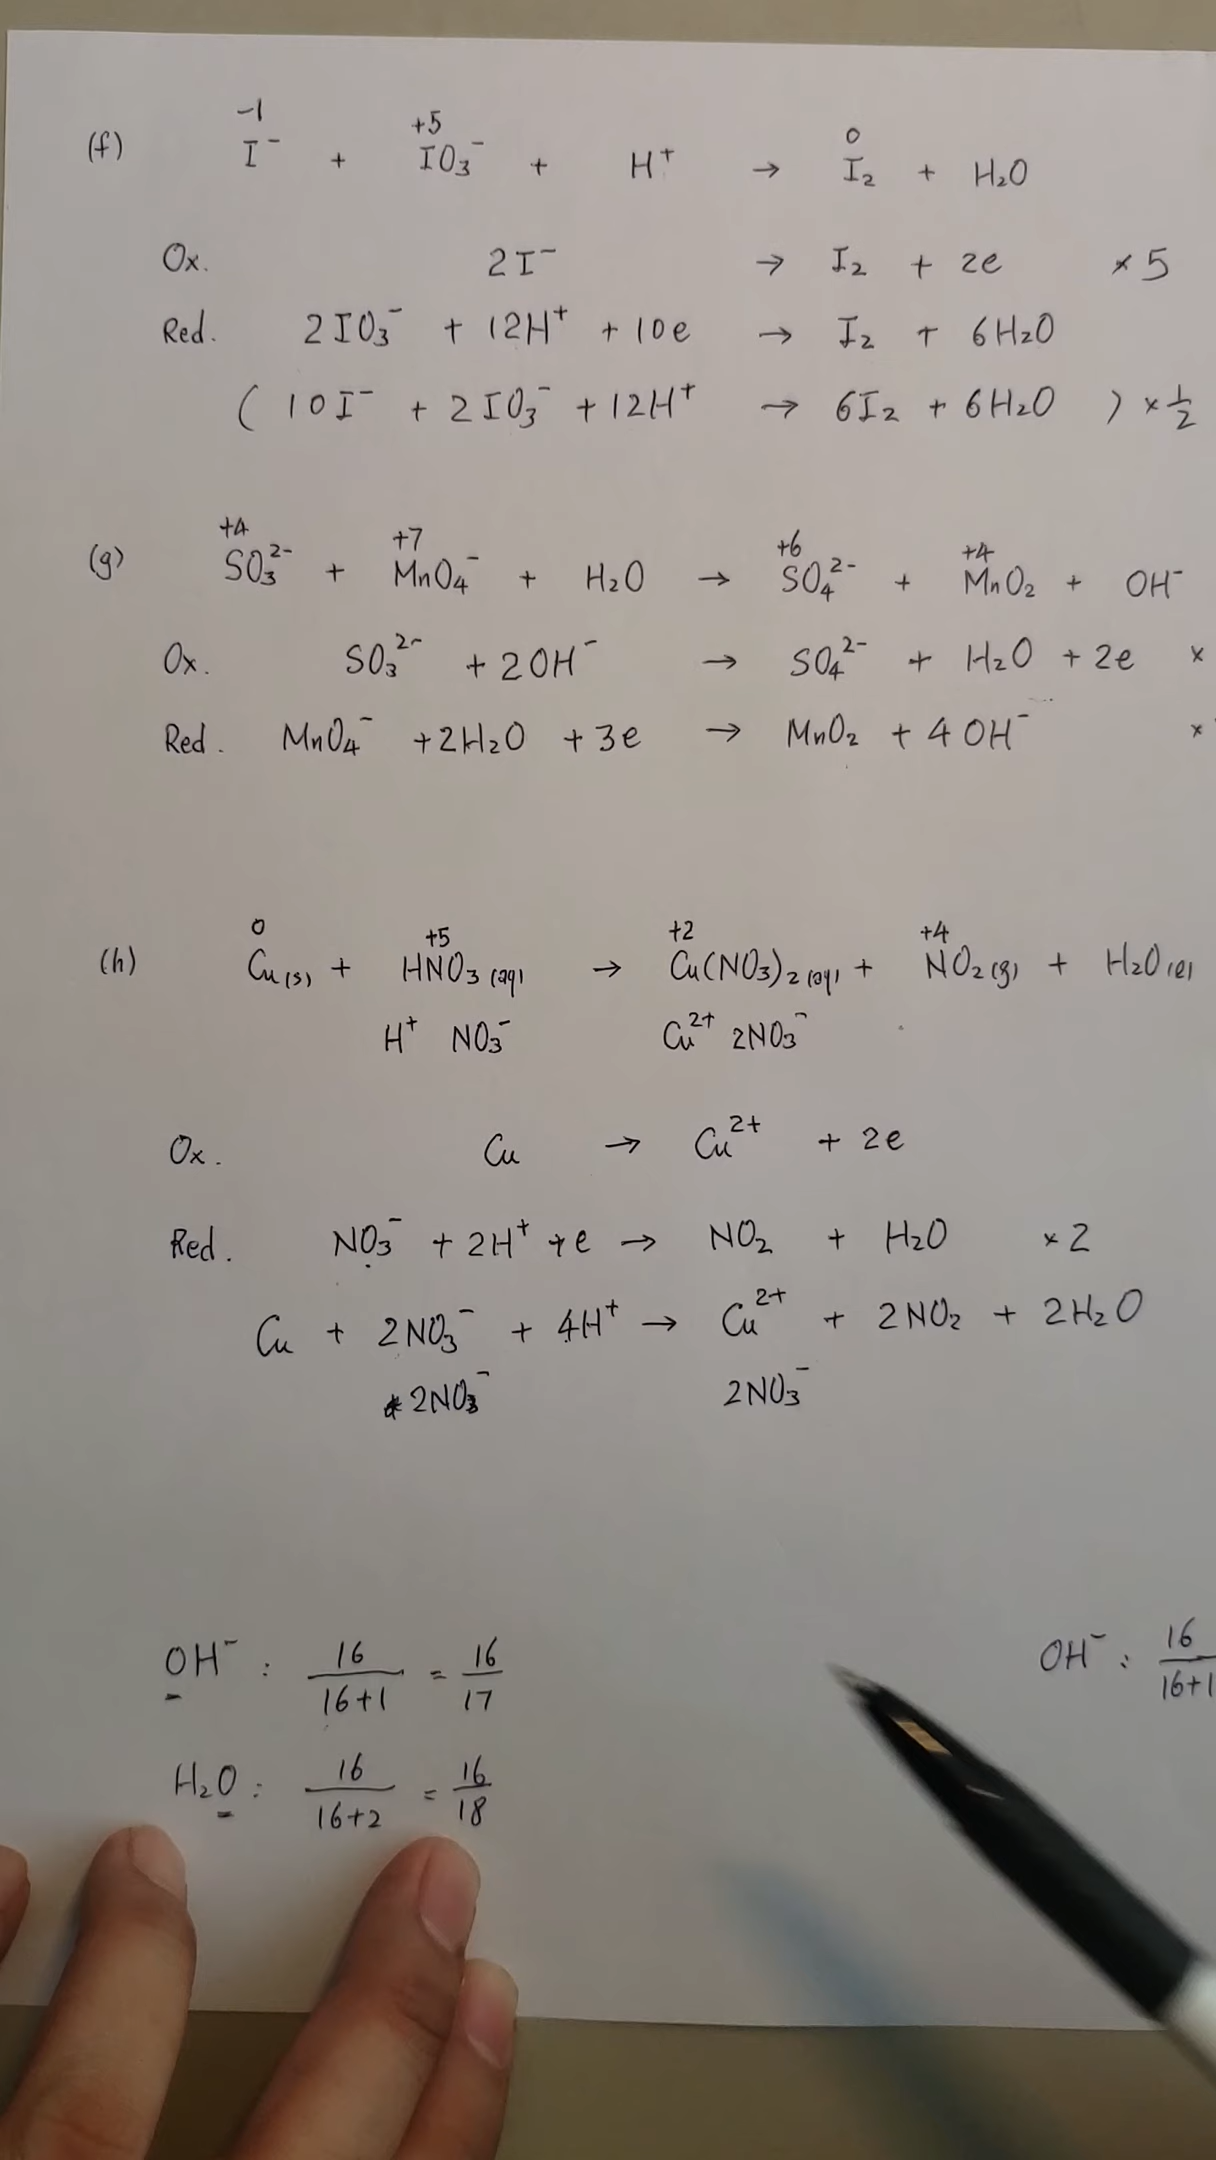 -1 +5 0
(f) I⁻ + IO₃⁻ + H⁺ → I₂ + H₂O
Ox. 2I⁻ → I₂ + 2e × 5
Red. 2IO₃⁻ + 12H⁺ + 10e → I₂ + 6H₂O
( 10I⁻ + 2IO₃⁻ + 12H⁺ → 6I₂ + 6H₂O ) × 1/2
+4 +7 +6 +4
(g) SO₃²⁻ + MnO₄⁻ + H₂O → SO₄²⁻ + MnO₂ + OH⁻
Ox. SO₃²⁻ + 2OH⁻ → SO₄²⁻ + H₂O + 2e ×
Red. MnO₄⁻ + 2H₂O + 3e → MnO₂ + 4OH⁻ ×
0 +5 +2 +4
(h) Cu(s) + HNO₃(aq) → Cu(NO₃)₂(aq) + NO₂(g) + H₂O(l)
H⁺ NO₃⁻ Cu²⁺ 2NO₃⁻
Ox. Cu → Cu²⁺ + 2e
Red. NO₃⁻ + 2H⁺ + e → NO₂ + H₂O × 2
Cu + 2NO₃⁻ + 4H⁺ → Cu²⁺ + 2NO₂ + 2H₂O
2NO₃⁻ 2NO₃⁻
OH⁻ : 16/(16+1) = 16/17 OH⁻ : 16/16+1
H₂O : 16/(16+2) = 16/18